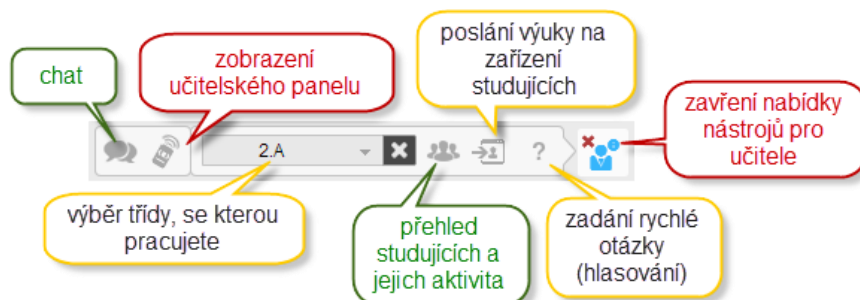 chat
zobrazení
učitelského panelu
poslání výuky na
zařízení
studujících
zavření nabídky
nástrojů pro
učitele
2.A
?
výběr třídy, se kterou
pracujete
přehled
studujících a
jejich aktivita
zadání rychlé
otázky
(hlasování)